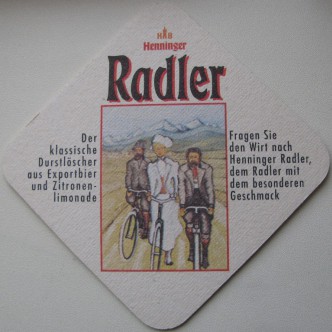 HAB
Henninger
Radler
Der
klassische
Durstlöscher
aus Exportbier
und Zitronen-
limonade
Fragen Sie
den Wirt nach
Henninger Radler,
dem Radler mit
dem besonderen
Geschmack